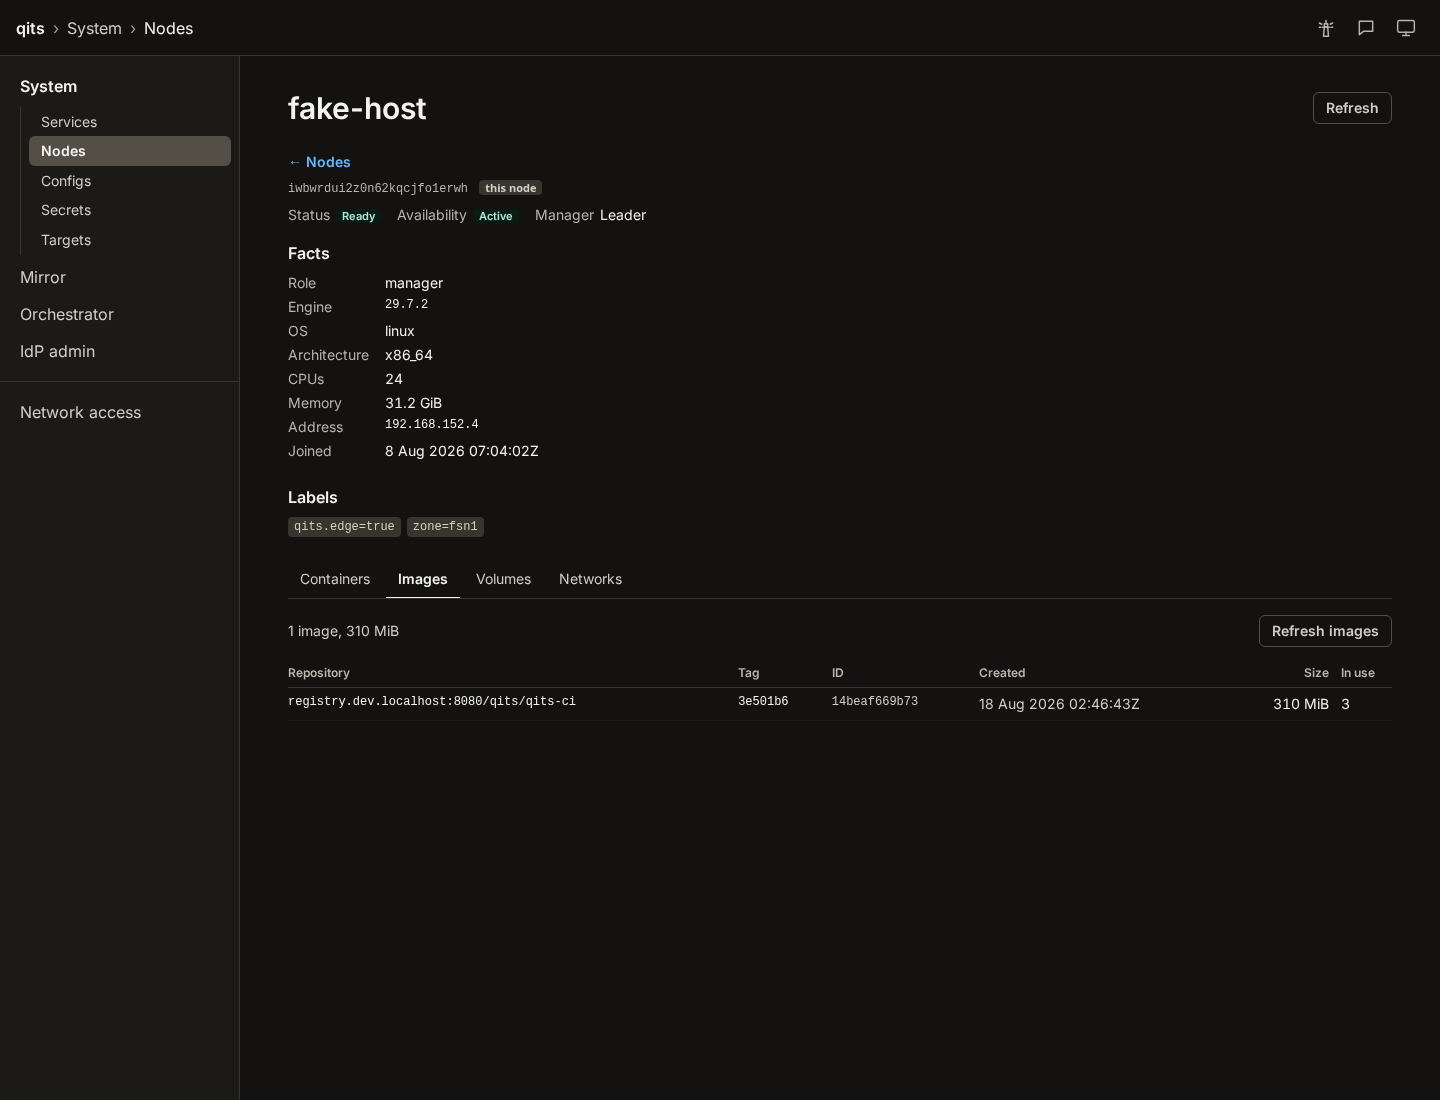 qits › System › Nodes
System
Services
Nodes
Configs
Secrets
Targets
Mirror
Orchestrator
IdP admin
Network access
fake-host
Refresh
← Nodes
iwbwrdui2z0n62kqcjfo1erwh this node
Status Ready Availability Active Manager Leader
Facts
Role manager
Engine 29.7.2
OS linux
Architecture x86_64
CPUs 24
Memory 31.2 GiB
Address 192.168.152.4
Joined 8 Aug 2026 07:04:02Z
Labels
qits.edge=true zone=fsn1
Containers Images Volumes Networks
1 image, 310 MiB
Refresh images
Repository Tag ID Created Size In use
registry.dev.localhost:8080/qits/qits-ci 3e501b6 14beaf669b73 18 Aug 2026 02:46:43Z 310 MiB 3